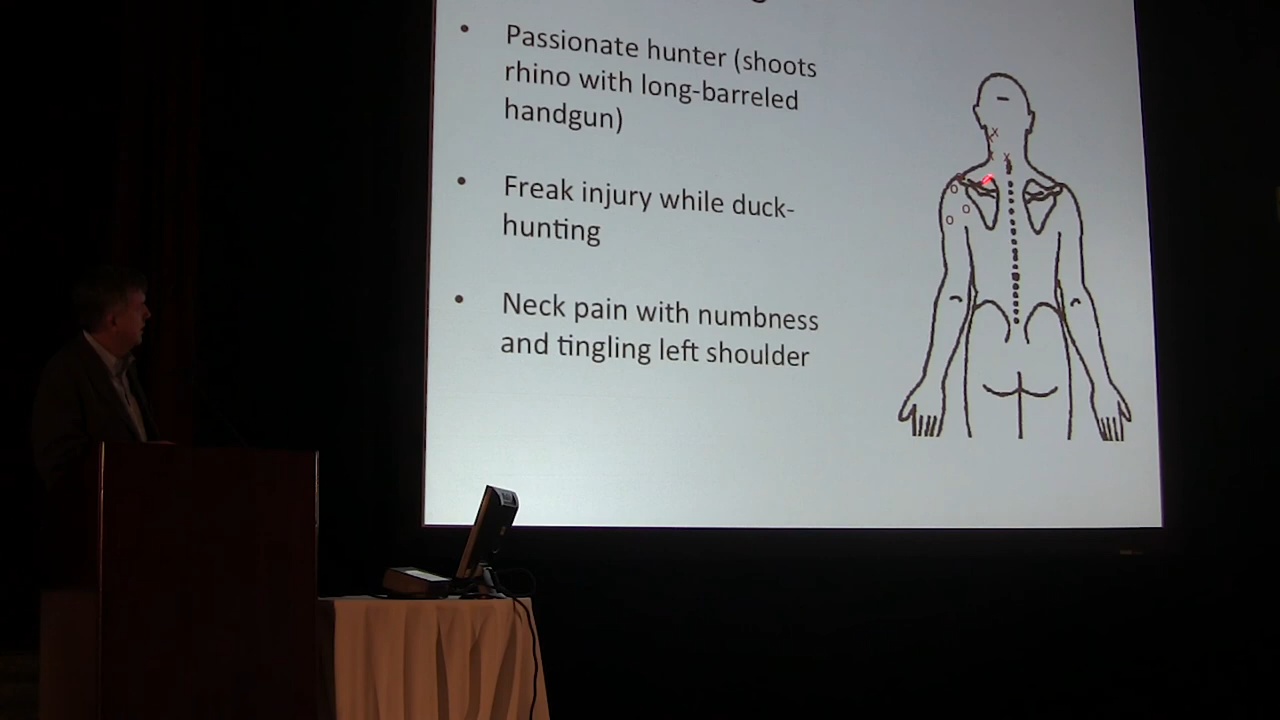 • Passionate hunter (shoots
rhino with long-barreled
handgun)
• Freak injury while duck-
hunting
• Neck pain with numbness
and tingling left shoulder
x
x
o
o
o